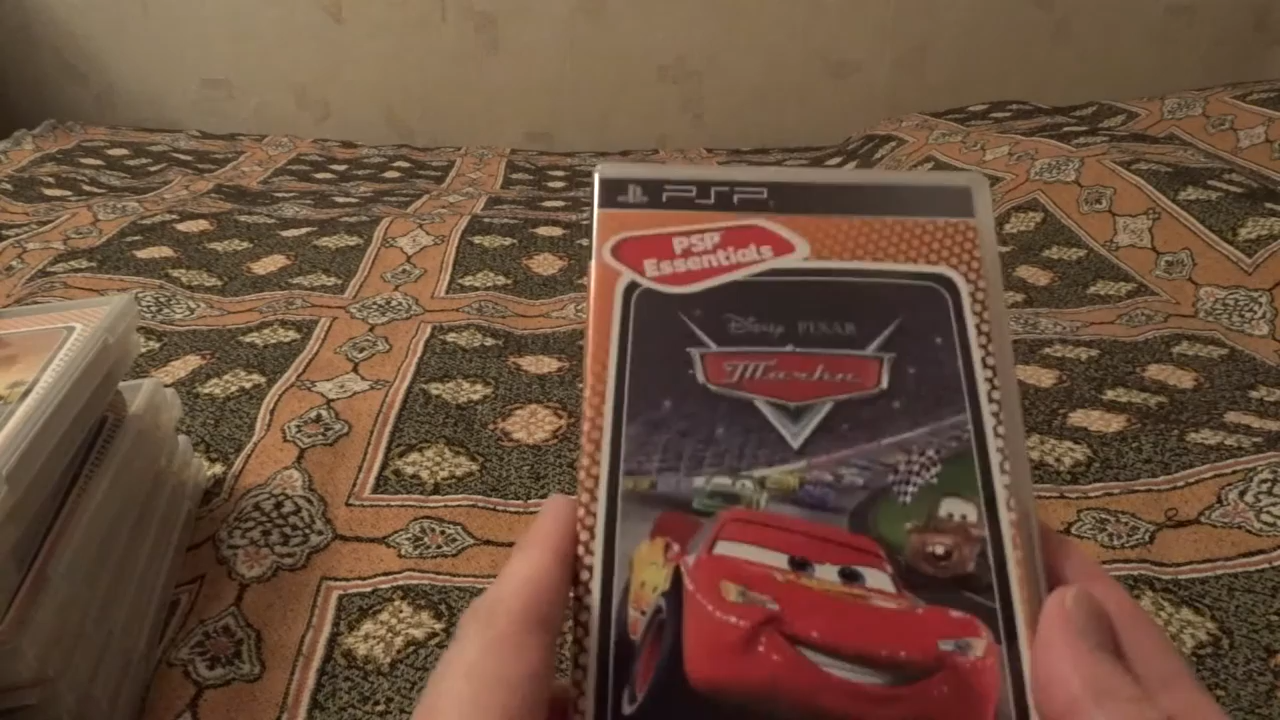 PSP
PSP
Essentials
Disney PIXAR
Тачки